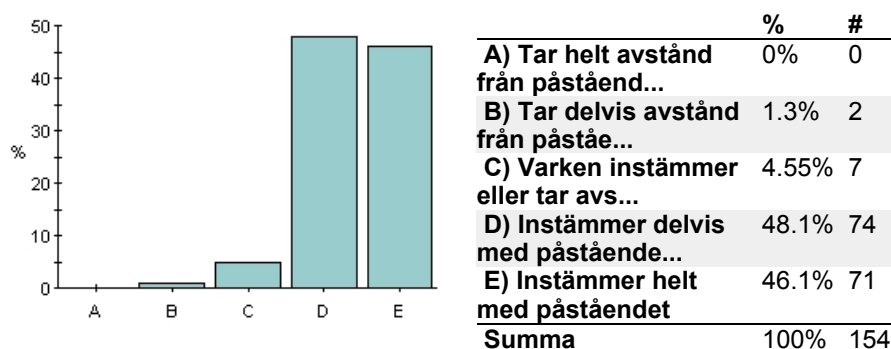 50
40
30
20
10
0
%
A B C D E
% #
A) Tar helt avstånd 0% 0
från påståend...
B) Tar delvis avstånd 1.3% 2
från påståe...
C) Varken instämmer 4.55% 7
eller tar avs...
D) Instämmer delvis 48.1% 74
med påstående...
E) Instämmer helt 46.1% 71
med påståendet
Summa 100% 154